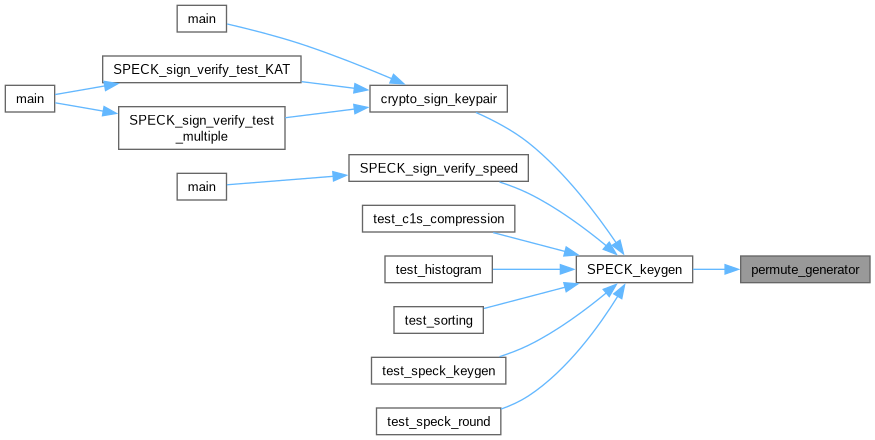 main
SPECK_sign_verify_test_KAT
main
crypto_sign_keypair
SPECK_sign_verify_test
_multiple
SPECK_sign_verify_speed
main
test_c1s_compression
test_histogram
SPECK_keygen
permute_generator
test_sorting
test_speck_keygen
test_speck_round